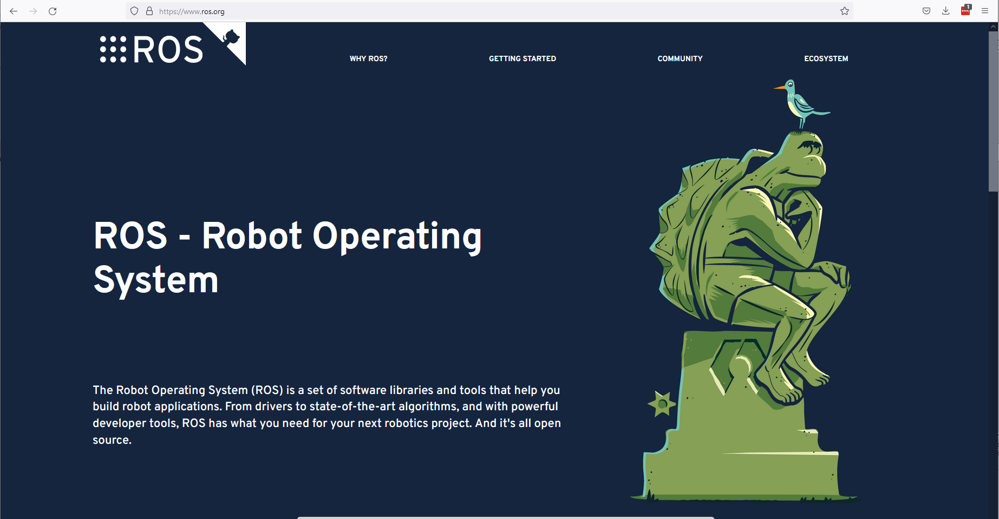 https://www.ros.org
1
ROS
WHY ROS?
GETTING STARTED
COMMUNITY
ECOSYSTEM
ROS - Robot Operating
System
The Robot Operating System (ROS) is a set of software libraries and tools that help you
build robot applications. From drivers to state-of-the-art algorithms, and with powerful
developer tools, ROS has what you need for your next robotics project. And it's all open
source.